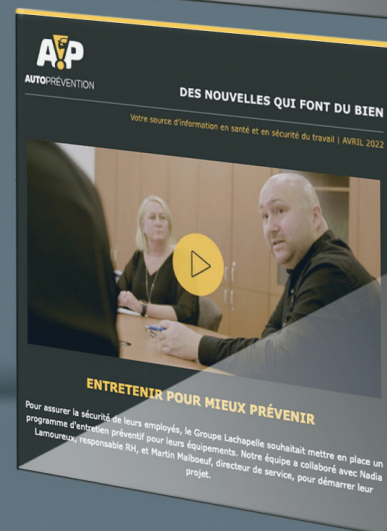 AP
AUTOPRÉVENTION
DES NOUVELLES QUI FONT DU BIEN
Votre source d'information en santé et en sécurité du travail | AVRIL 2022
ENTRETENIR POUR MIEUX PRÉVENIR
Pour assurer la sécurité de leurs employés, le Groupe Lachapelle souhaitait mettre en place un
programme d'entretien préventif pour leurs équipements. Notre équipe a collaboré avec Nadia
Lamoureux, responsable RH, et Martin Malboeuf, directeur de service, pour démarrer leur
projet.